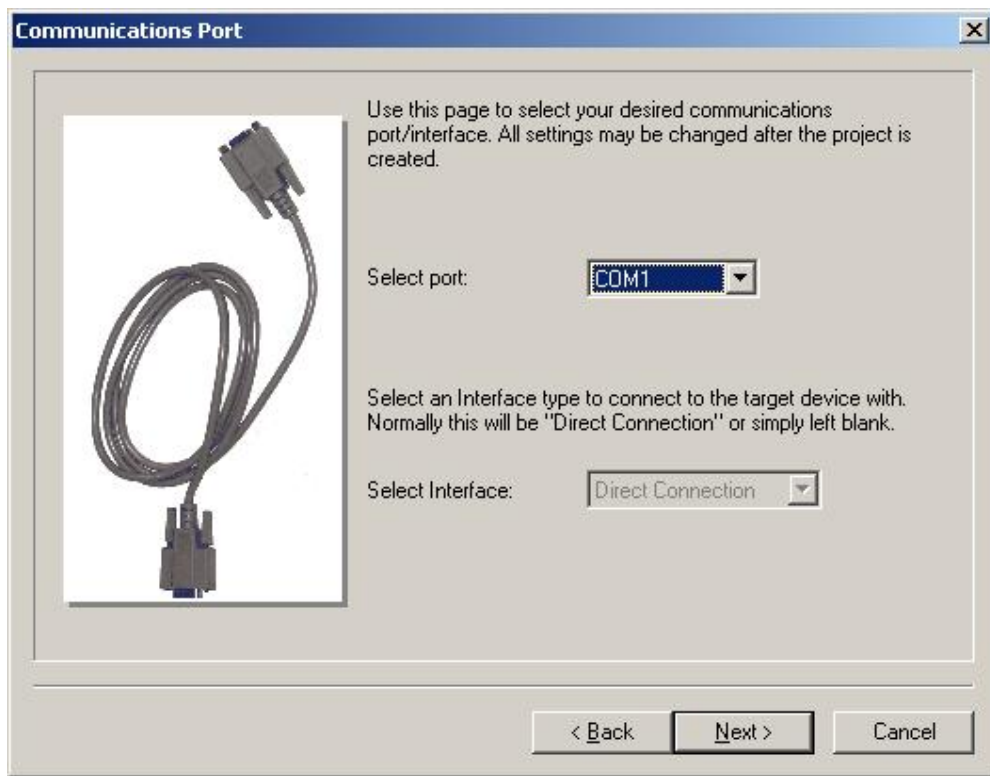 Communications Port
Use this page to select your desired communications
port/interface. All settings may be changed after the project is
created.
Select port:
COM1
Select an Interface type to connect to the target device with.
Normally this will be "Direct Connection" or simply left blank.
Select Interface:
Direct Connection
< Back
Next >
Cancel